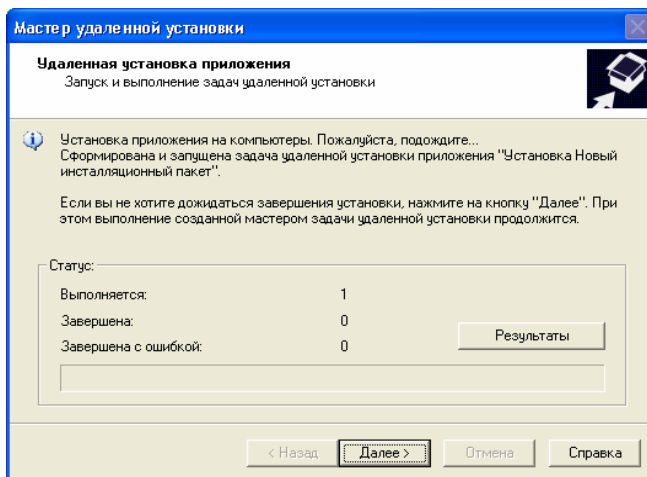 Мастер удаленной установки
Удаленная установка приложения
Запуск и выполнение задач удаленной установки
Установка приложения на компьютеры. Пожалуйста, подождите...
Сформирована и запущена задача удаленной установки приложения "Установка Новый
инсталляционный пакет".
Если вы не хотите дожидаться завершения установки, нажмите на кнопку "Далее". При
этом выполнение созданной мастером задачи удаленной установки продолжится.
Статус:
Выполняется: 1
Завершена: 0
Завершена с ошибкой: 0
Результаты
< Назад Далее > Отмена Справка